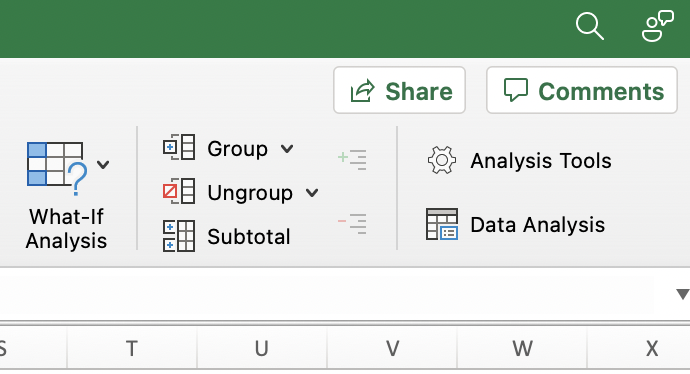 Share
Comments
What-If
Analysis
Group
Ungroup
Subtotal
Analysis Tools
Data Analysis
S T U V W X